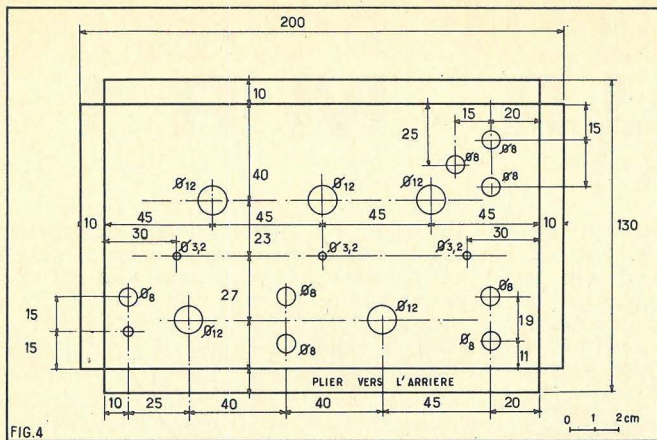 200
10
15 20
15
25
Ø8
Ø8
Ø8
40
Ø12 Ø12 Ø12
10 45 45 45 45 10
130
30 23 30
Ø3,2 Ø3,2 Ø3,2
Ø8 27 Ø8 Ø8
15
Ø12 Ø12 19
15
Ø8 Ø8 11
PLIER VERS L'ARRIERE
10 25 40 40 45 20
FIG.4
0 1 2cm